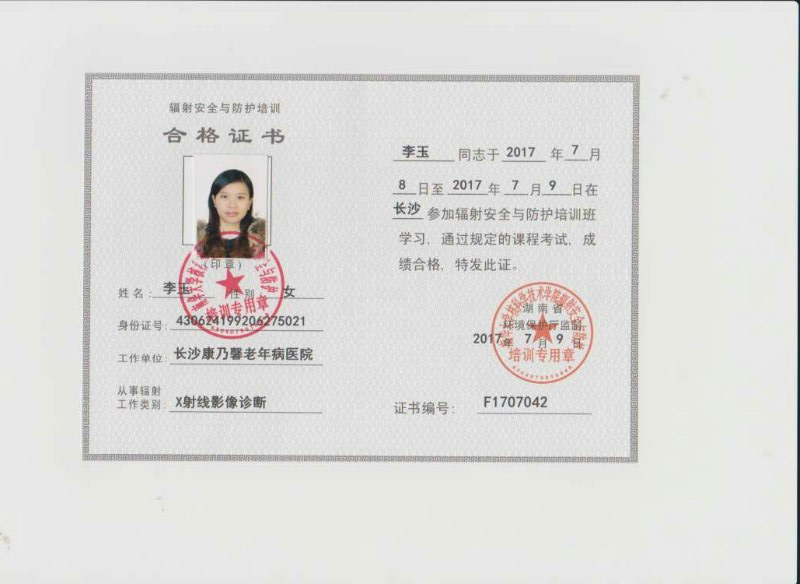 辐射安全与防护培训
合格证书
(印章)
培训专用章
姓名：李玉 性别 女
身份证号：430624199206275021
工作单位：长沙康乃馨老年病医院
从事辐射
工作类别：X射线影像诊断
李玉 同志于 2017 年 7 月
8 日至 2017 年 7 月 9 日在
长沙 参加辐射安全与防护培训班
学习，通过规定的课程考试，成
绩合格，特发此证。
湖南省
环境保护厅监制
2017 年 7 月 9 日
培训专用章
证书编号：F1707042